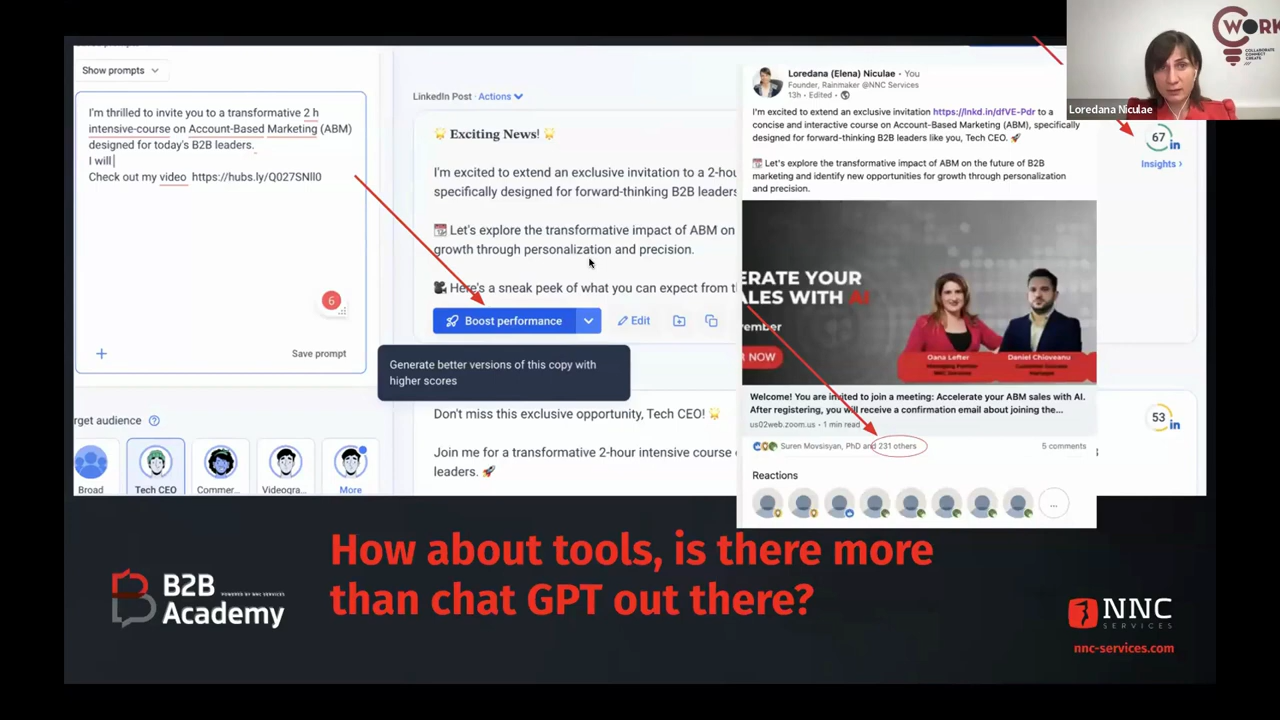 Show prompts
I'm thrilled to invite you to a transformative 2 h
intensive-course on Account-Based Marketing (ABM)
designed for today's B2B leaders.
I will
Check out my video https://hubs.ly/Q027SNll0
6
+
Save prompt
rget audience
Broad
Tech CEO
Commer...
Videogra...
More
LinkedIn Post · Actions
Exciting News!
I'm excited to extend an exclusive invitation to a 2-hou
specifically designed for forward-thinking B2B leaders
Let's explore the transformative impact of ABM on
growth through personalization and precision.
Here's a sneak peek of what you can expect from t
Boost performance
Edit
Generate better versions of this copy with
higher scores
Don't miss this exclusive opportunity, Tech CEO!
Join me for a transformative 2-hour intensive course
leaders.
Loredana (Elena) Niculae · You
Founder, Rainmaker @NNC Services
13h · Edited ·
I'm excited to extend an exclusive invitation https://lnkd.in/dfVE-Pdr to a
concise and interactive course on Account-Based Marketing (ABM), specifically
designed for forward-thinking B2B leaders like you, Tech CEO.
Let's explore the transformative impact of ABM on the future of B2B
marketing and identify new opportunities for growth through personalization
and precision.
ERATE YOUR
ALES WITH AI
vember
NOW
Oana Lefter
Daniel Chioveanu
Welcome! You are invited to join a meeting: Accelerate your ABM sales with AI.
After registering, you will receive a confirmation email about joining the...
us02web.zoom.us · 1 min read
Suren Movsisyan, PhD and 231 others
5 comments
Reactions
...
67
in
Insights
53
in
Loredana Niculae
WORK
COLLABORATE
CONNECT
CREATE
How about tools, is there more
than chat GPT out there?
B2B
POWERED BY NNC SERVICES
Academy
NNC
SERVICES
nnc-services.com